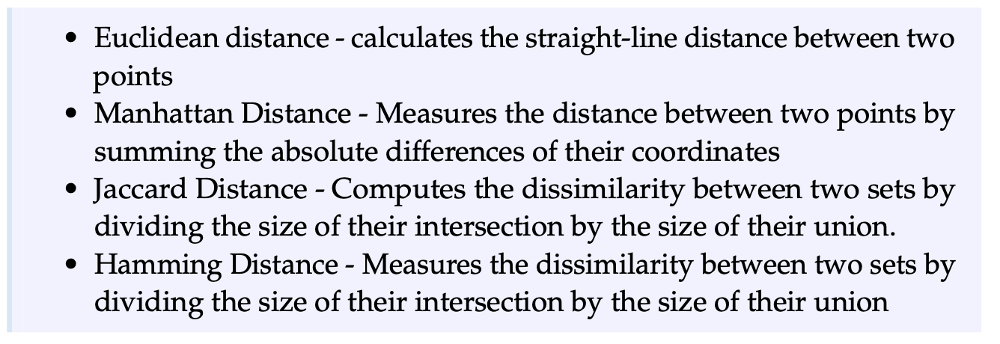 • Euclidean distance - calculates the straight-line distance between two
points
• Manhattan Distance - Measures the distance between two points by
summing the absolute differences of their coordinates
• Jaccard Distance - Computes the dissimilarity between two sets by
dividing the size of their intersection by the size of their union.
• Hamming Distance - Measures the dissimilarity between two sets by
dividing the size of their intersection by the size of their union